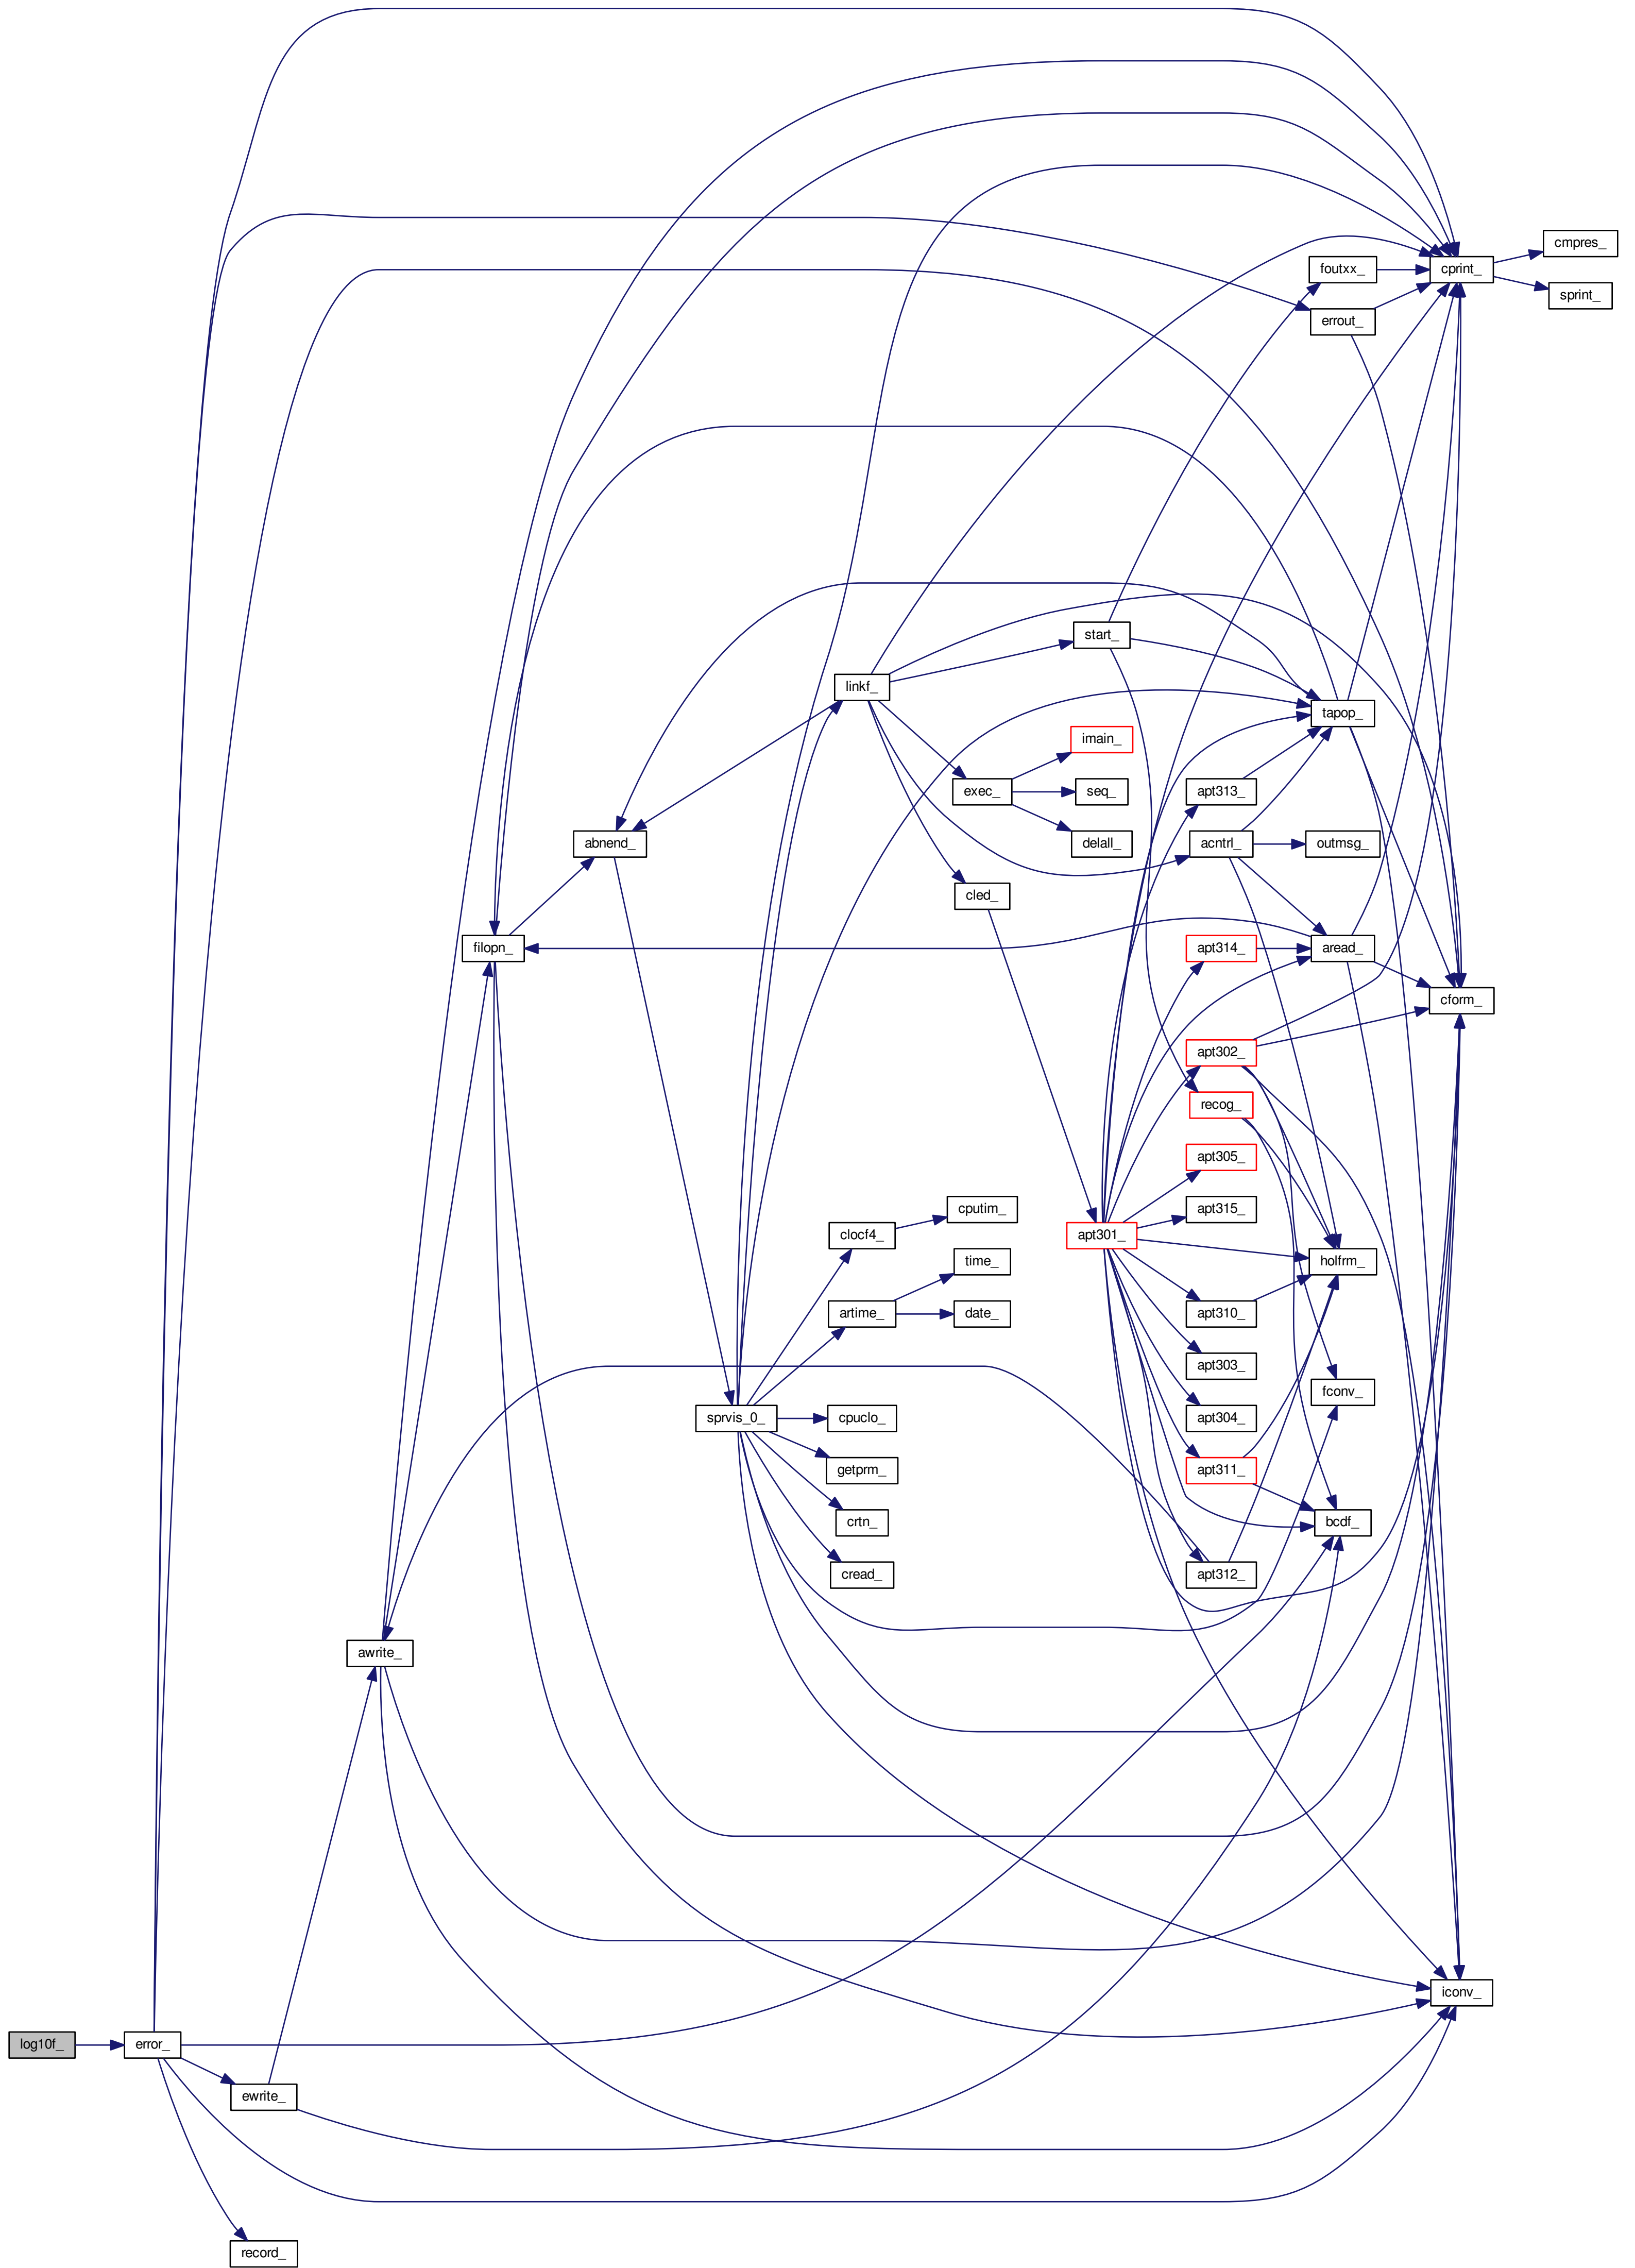 cmpres_
foutxx_
cprint_
sprint_
errout_
start_
linkf_
tapop_
imain_
exec_
seq_
apt313_
abnend_
delall_
acntrl_
outmsg_
cled_
filopn_
apt314_
aread_
cform_
apt302_
recog_
apt305_
cputim_
apt315_
clocf4_
apt301_
time_
holfrm_
artime_
date_
apt310_
apt303_
fconv_
sprvis_0_
cpuclo_
apt304_
getprm_
apt311_
crtn_
bcdf_
cread_
apt312_
awrite_
iconv_
log10f_
error_
ewrite_
record_